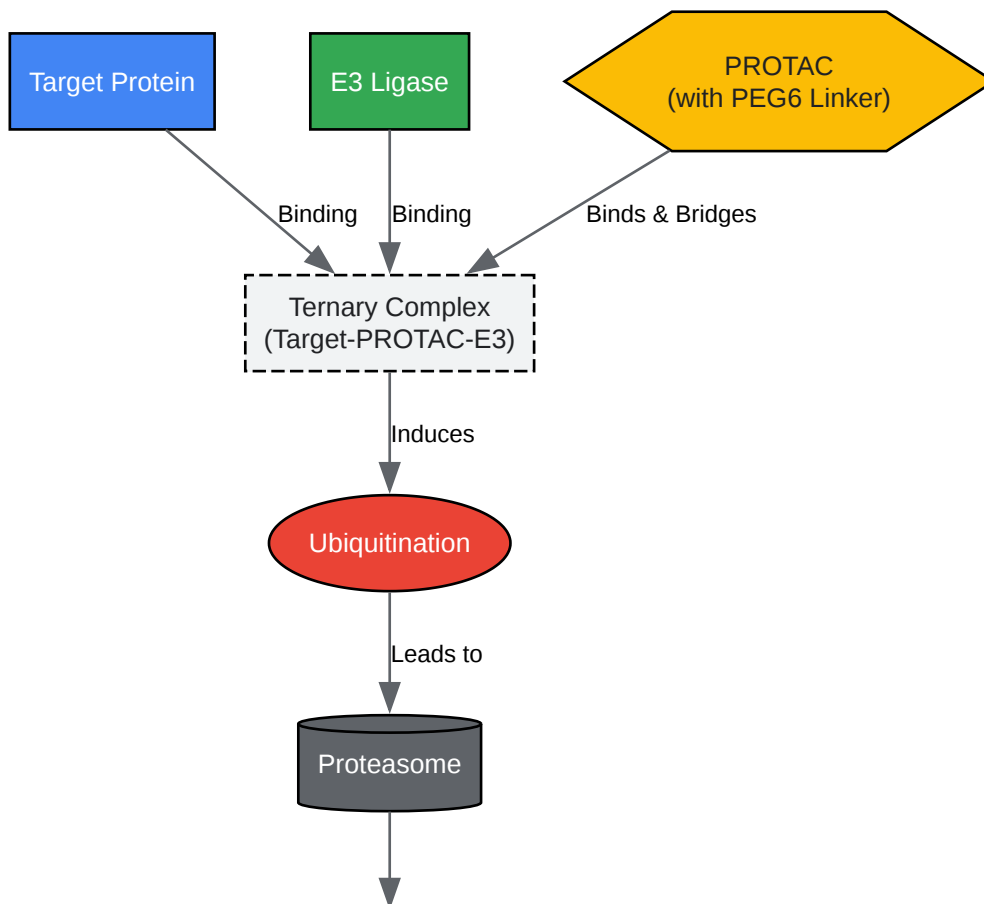 Target Protein
E3 Ligase
PROTAC
(with PEG6 Linker)
Binding
Binding
Binds & Bridges
Ternary Complex
(Target-PROTAC-E3)
Induces
Ubiquitination
Leads to
Proteasome